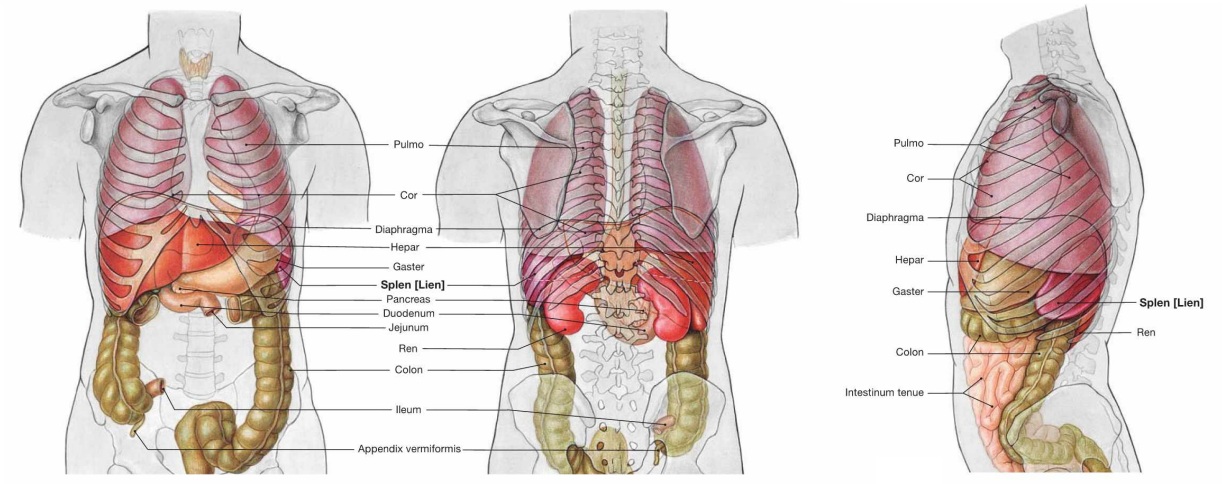 Pulmo
Cor
Diaphragma
Hepar
Gaster
Splen [Lien]
Pancreas
Duodenum
Jejunum
Ren
Colon
Ileum
Appendix vermiformis
Pulmo
Cor
Diaphragma
Hepar
Gaster
Splen [Lien]
Ren
Colon
Intestinum tenue